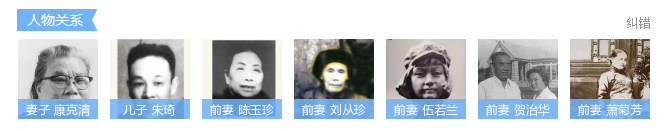 人物关系
纠错
妻子 康克清
儿子 朱琦
前妻 陈玉珍
前妻 刘从珍
前妻 伍若兰
前妻 贺治华
前妻 萧菊芳